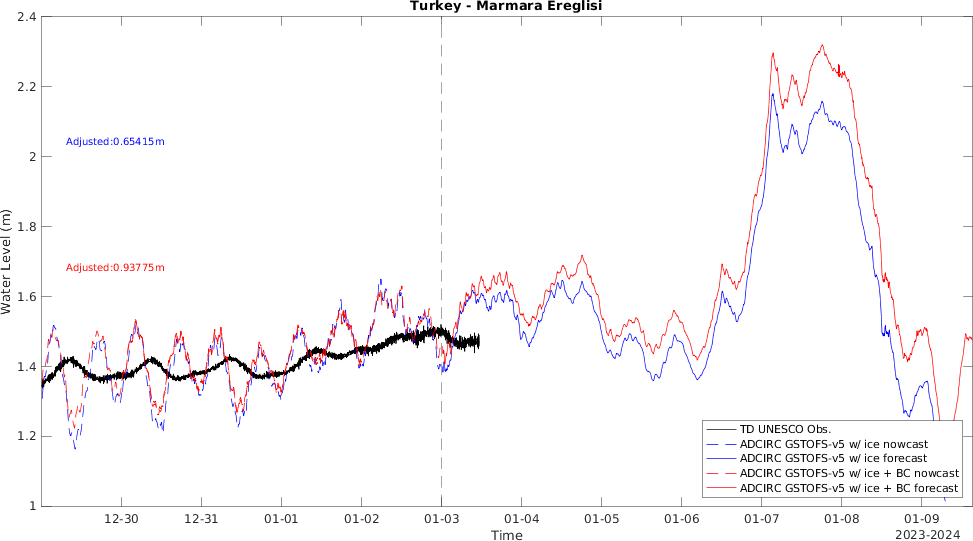 Turkey - Marmara Ereglisi
2.4
2.2
2
1.8
1.6
1.4
1.2
1
Water Level (m)
Adjusted:0.65415m
Adjusted:0.93775m
TD UNESCO Obs.
ADCIRC GSTOFS-v5 w/ ice nowcast
ADCIRC GSTOFS-v5 w/ ice forecast
ADCIRC GSTOFS-v5 w/ ice + BC nowcast
ADCIRC GSTOFS-v5 w/ ice + BC forecast
12-30 12-31 01-01 01-02 01-03 01-04 01-05 01-06 01-07 01-08 01-09
Time
2023-2024